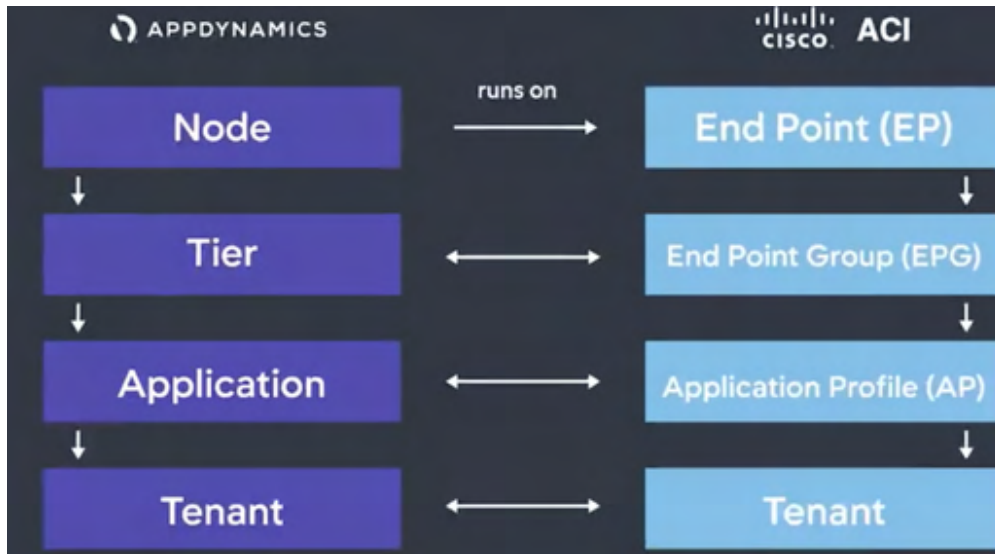 APPDYNAMICS
CISCO ACI
Node
runs on
End Point (EP)
Tier
End Point Group (EPG)
Application
Application Profile (AP)
Tenant
Tenant